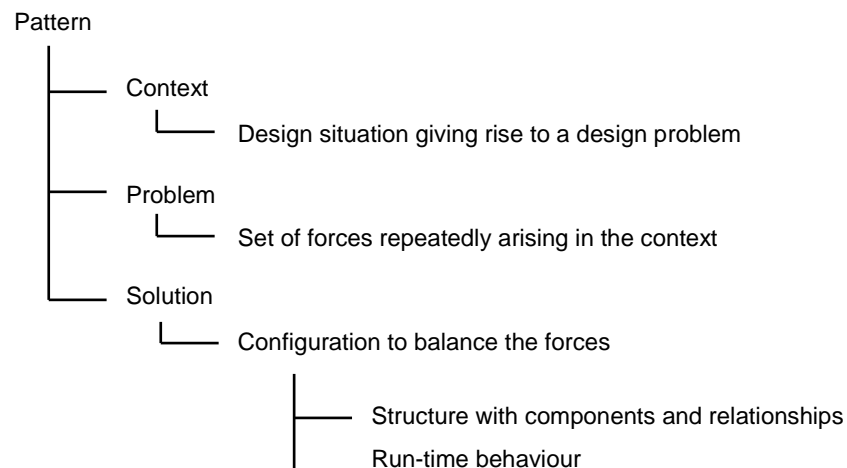 Pattern
Context
Design situation giving rise to a design problem
Problem
Set of forces repeatedly arising in the context
Solution
Configuration to balance the forces
Structure with components and relationships
Run-time behaviour